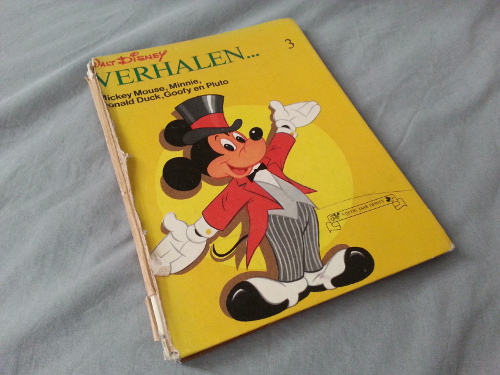 WALT DISNEY
VERHALEN...
3
Mickey Mouse, Minnie,
Donald Duck, Goofy en Pluto